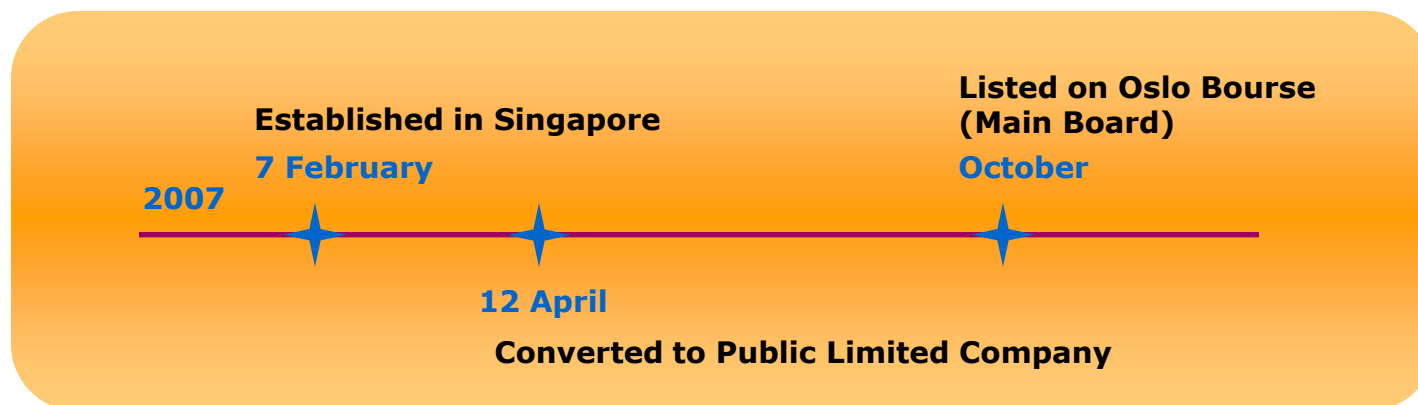 Established in Singapore
7 February
2007
Listed on Oslo Bourse
(Main Board)
October
12 April
Converted to Public Limited Company